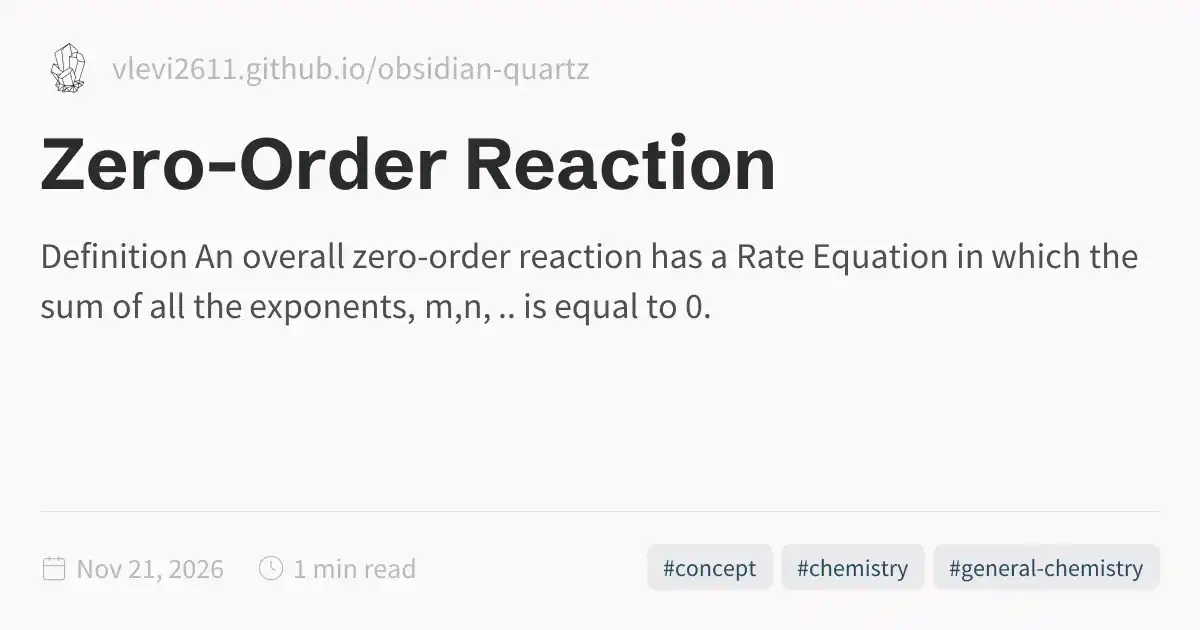 vlevi2611.github.io/obsidian-quartz
Zero-Order Reaction
Definition An overall zero-order reaction has a Rate Equation in which the
sum of all the exponents, m,n, .. is equal to 0.
Nov 21, 2026 1 min read #concept #chemistry #general-chemistry